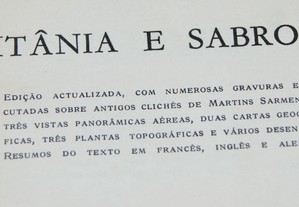 ITÂNIA E SABRO
EDIÇÃO ACTUALIZADA, COM NUMEROSAS GRAVURAS E
CUTADAS SOBRE ANTIGOS CLICHÉS DE MARTINS SARMEN
TRÊS VISTAS PANORÂMICAS AÉREAS, DUAS CARTAS GEOG
FICAS, TRÊS PLANTAS TOPOGRÁFICAS E VÁRIOS DESEN
RESUMOS DO TEXTO EM FRANCÊS, INGLÊS E ALE